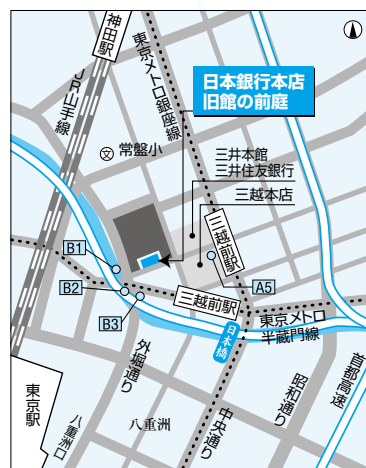 神田駅
JR山手線
東京メトロ銀座線
日本銀行本店
旧館の前庭
文
常盤小
三井本館
三井住友銀行
三越本店
三越前駅
B1
B2
B3
A5
三越前駅
日本橋
東京メトロ
半蔵門線
東京駅
外堀通り
八重洲口
八重洲
中央通り
昭和通り
首都高速